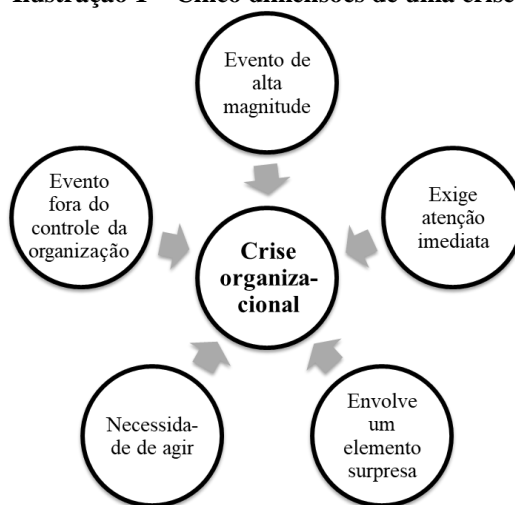 Ilustração 1 – Cinco dimensões de uma crise
Evento de
alta
magnitude
Evento
fora do
controle da
organização
Exige
atenção
imediata
Crise
organiza-
cional
Necessida-
de de agir
Envolve
um
elemento
surpresa